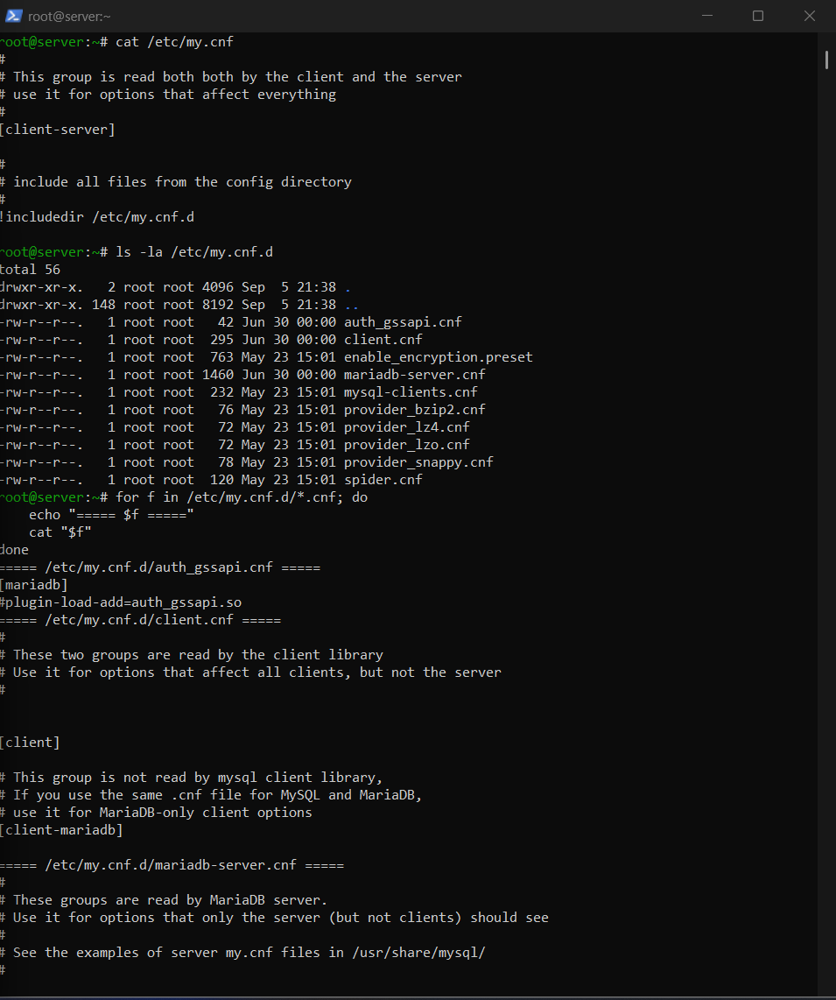 root@server:~
root@server:~# cat /etc/my.cnf
#
# This group is read both both by the client and the server
# use it for options that affect everything
#
[client-server]

#
# include all files from the config directory
#
!includedir /etc/my.cnf.d

root@server:~# ls -la /etc/my.cnf.d
total 56
drwxr-xr-x.   2 root root 4096 Sep  5 21:38 .
drwxr-xr-x. 148 root root 8192 Sep  5 21:38 ..
-rw-r--r--.   1 root root   42 Jun 30 00:00 auth_gssapi.cnf
-rw-r--r--.   1 root root  295 Jun 30 00:00 client.cnf
-rw-r--r--.   1 root root  763 May 23 15:01 enable_encryption.preset
-rw-r--r--.   1 root root 1460 Jun 30 00:00 mariadb-server.cnf
-rw-r--r--.   1 root root  232 May 23 15:01 mysql-clients.cnf
-rw-r--r--.   1 root root   76 May 23 15:01 provider_bzip2.cnf
-rw-r--r--.   1 root root   72 May 23 15:01 provider_lz4.cnf
-rw-r--r--.   1 root root   72 May 23 15:01 provider_lzo.cnf
-rw-r--r--.   1 root root   78 May 23 15:01 provider_snappy.cnf
-rw-r--r--.   1 root root  120 May 23 15:01 spider.cnf
root@server:~# for f in /etc/my.cnf.d/*.cnf; do
    echo "===== $f ====="
    cat "$f"
done
===== /etc/my.cnf.d/auth_gssapi.cnf =====
[mariadb]
#plugin-load-add=auth_gssapi.so
===== /etc/my.cnf.d/client.cnf =====
#
# These two groups are read by the client library
# Use it for options that affect all clients, but not the server
#


[client]

# This group is not read by mysql client library,
# If you use the same .cnf file for MySQL and MariaDB,
# use it for MariaDB-only client options
[client-mariadb]

===== /etc/my.cnf.d/mariadb-server.cnf =====
#
# These groups are read by MariaDB server.
# Use it for options that only the server (but not clients) should see
#
# See the examples of server my.cnf files in /usr/share/mysql/
#